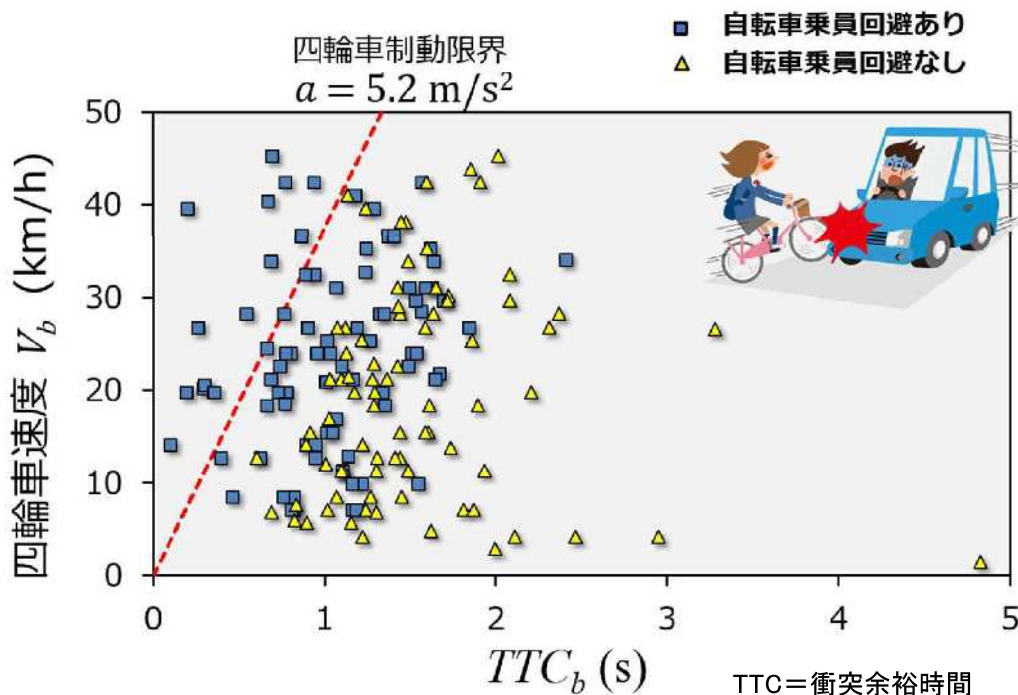 自転車乗員回避あり
自転車乗員回避なし
四輪車制動限界
a = 5.2 m/s²
四輪車速度 V_b (km/h)
50
40
30
20
10
0
0 1 2 3 4 5
TTC_b (s)
TTC＝衝突余裕時間